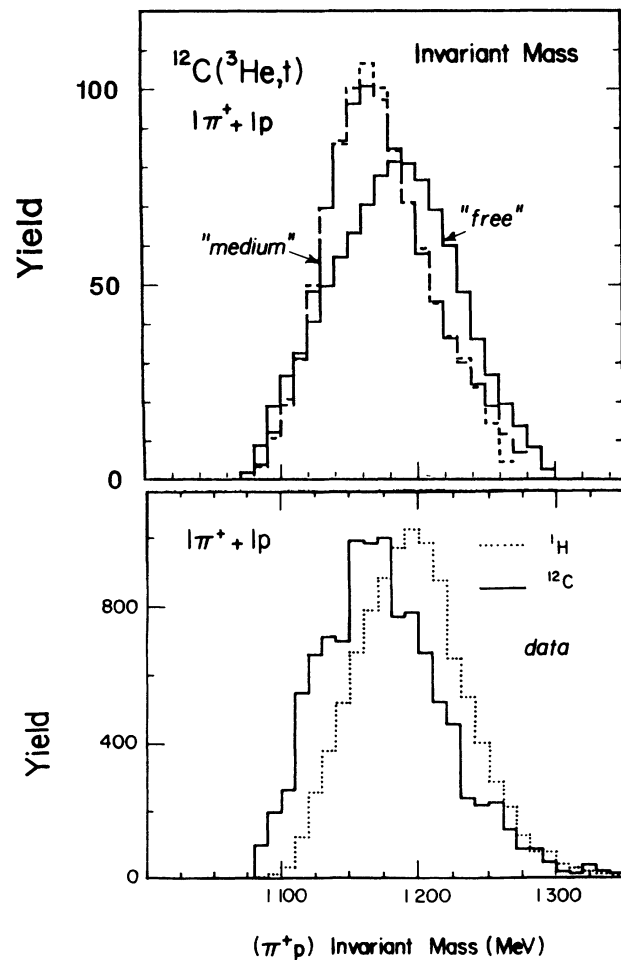 ¹²C(³He,t)
Invariant Mass
1π⁺ + 1p
100
"free"
"medium"
50
0
Yield
1π⁺ + 1p
¹H
¹²C
data
800
400
0
Yield
1100
1200
1300
(π⁺p) Invariant Mass (MeV)